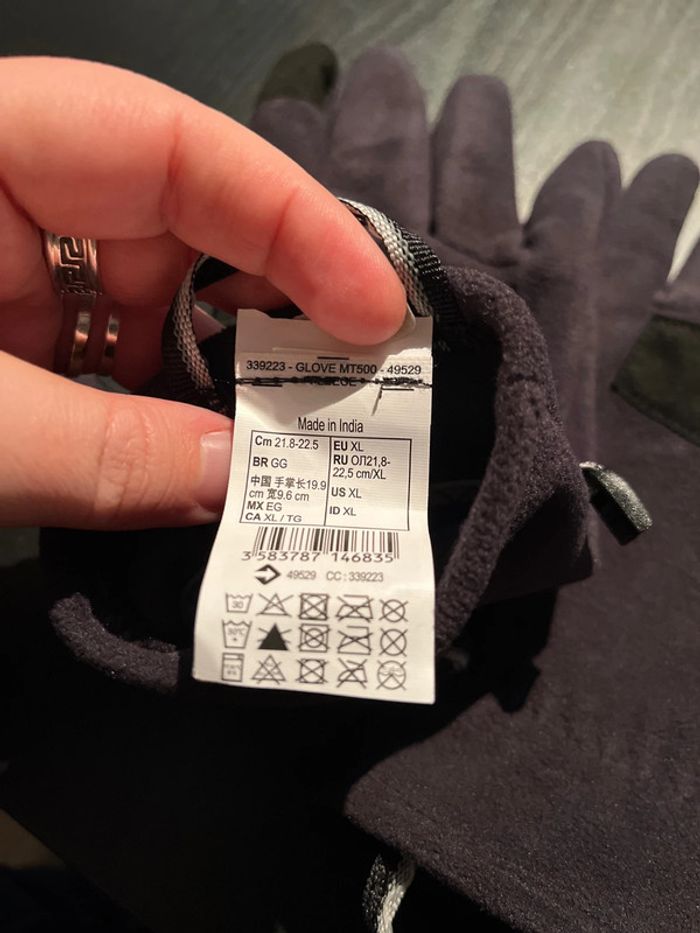 339223 - GLOVE MT500 - 49529
Made in India
Cm 21.8-22.5
BR GG
中国 手掌长19.9
cm 宽9.6 cm
MX EG
CA XL / TG
EU XL
RU ОП21,8-
22,5 cm/XL
US XL
ID XL
3 583787 146835
49529 CC : 339223
30
30°C